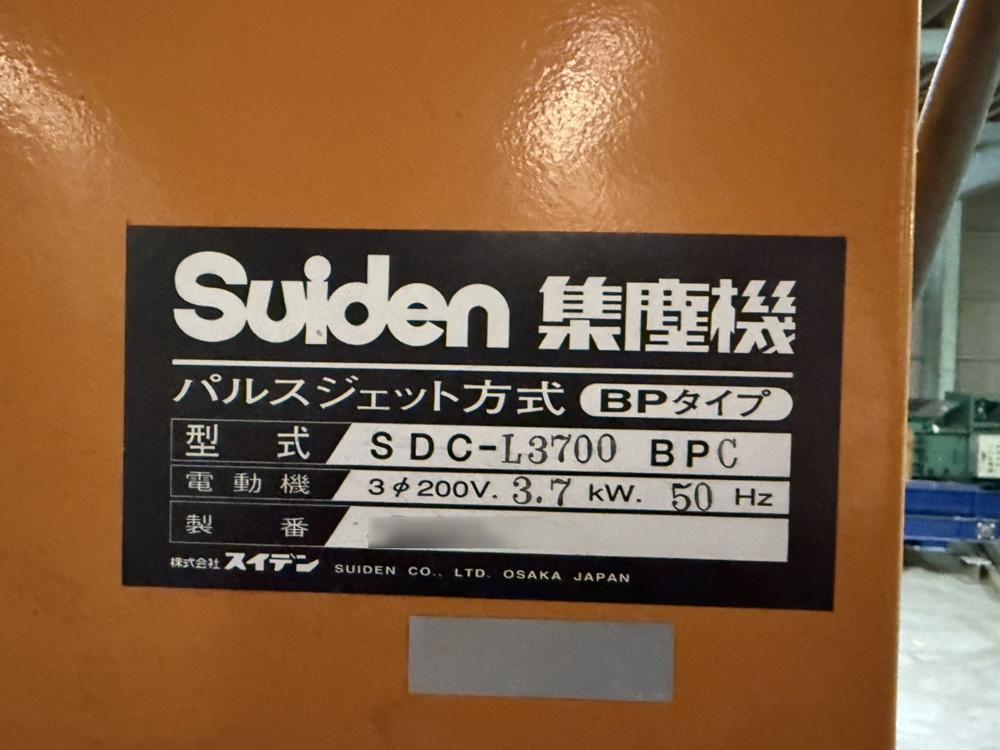 Suiden 集塵機
パルスジェット方式 BPタイプ
型式 SDC-L3700 BPC
電動機 3φ200V. 3.7 kW. 50 Hz
製番
株式会社 スイデン SUIDEN CO., LTD. OSAKA JAPAN